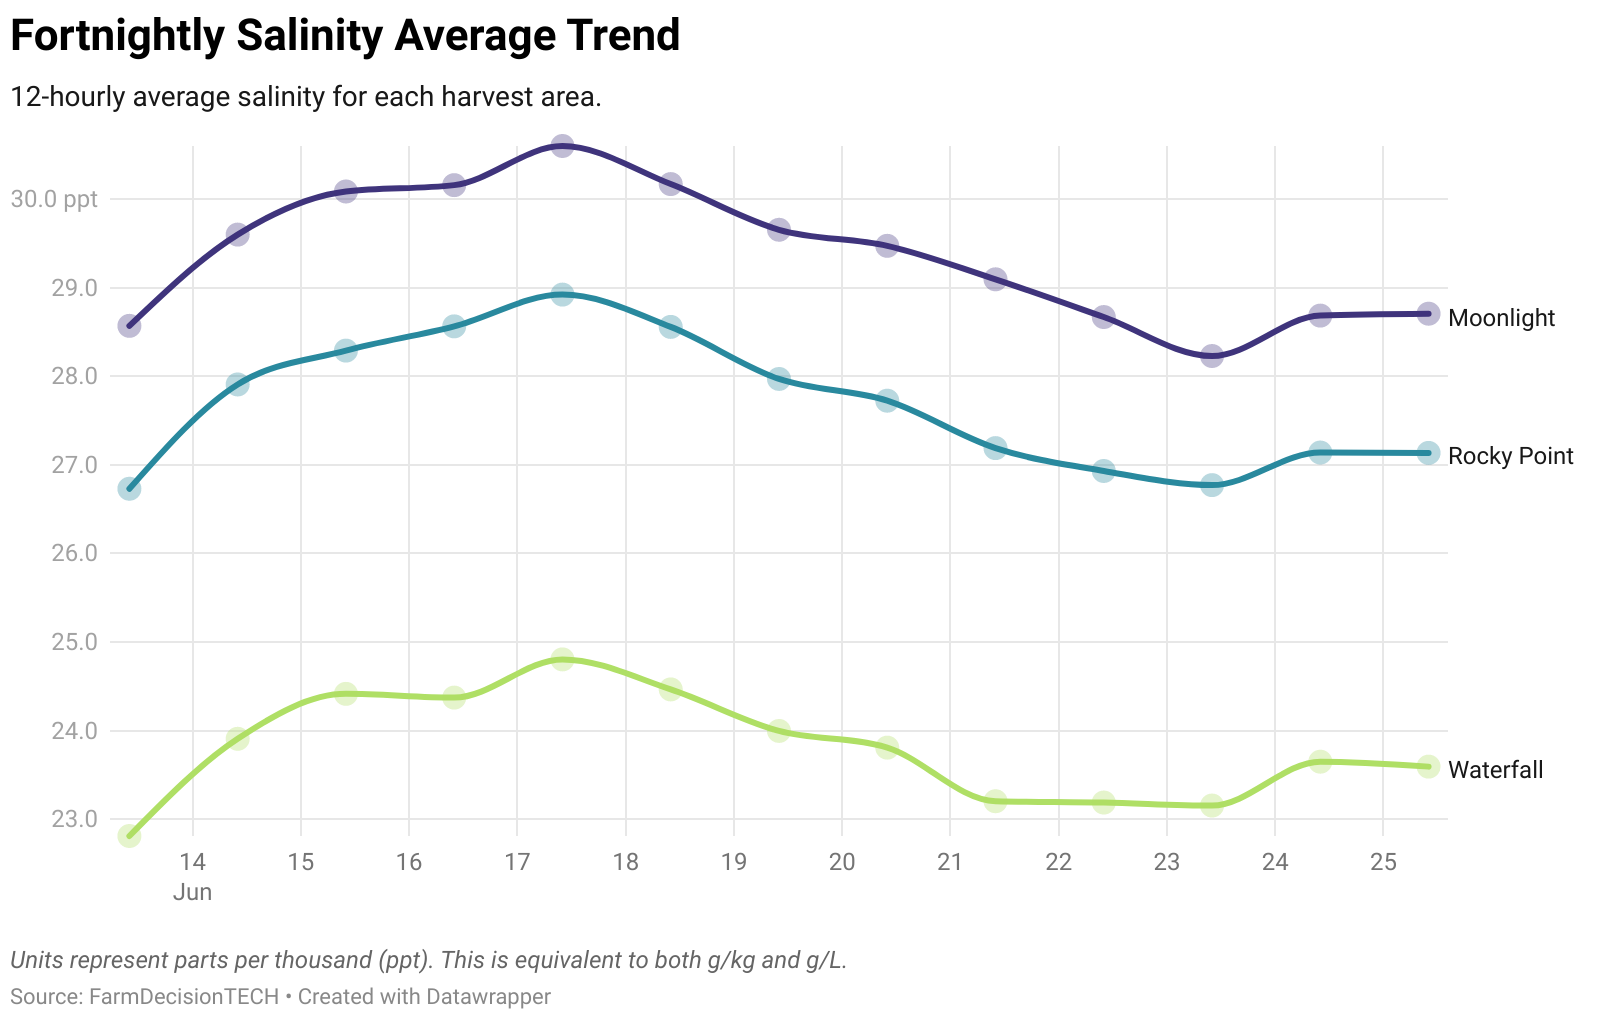 Fortnightly Salinity Average Trend
12-hourly average salinity for each harvest area.
30.0 ppt
29.0
28.0
27.0
26.0
25.0
24.0
23.0
Moonlight
Rocky Point
Waterfall
14 15 16 17 18 19 20 21 22 23 24 25
Jun
Units represent parts per thousand (ppt). This is equivalent to both g/kg and g/L.
Source: FarmDecisionTECH • Created with Datawrapper